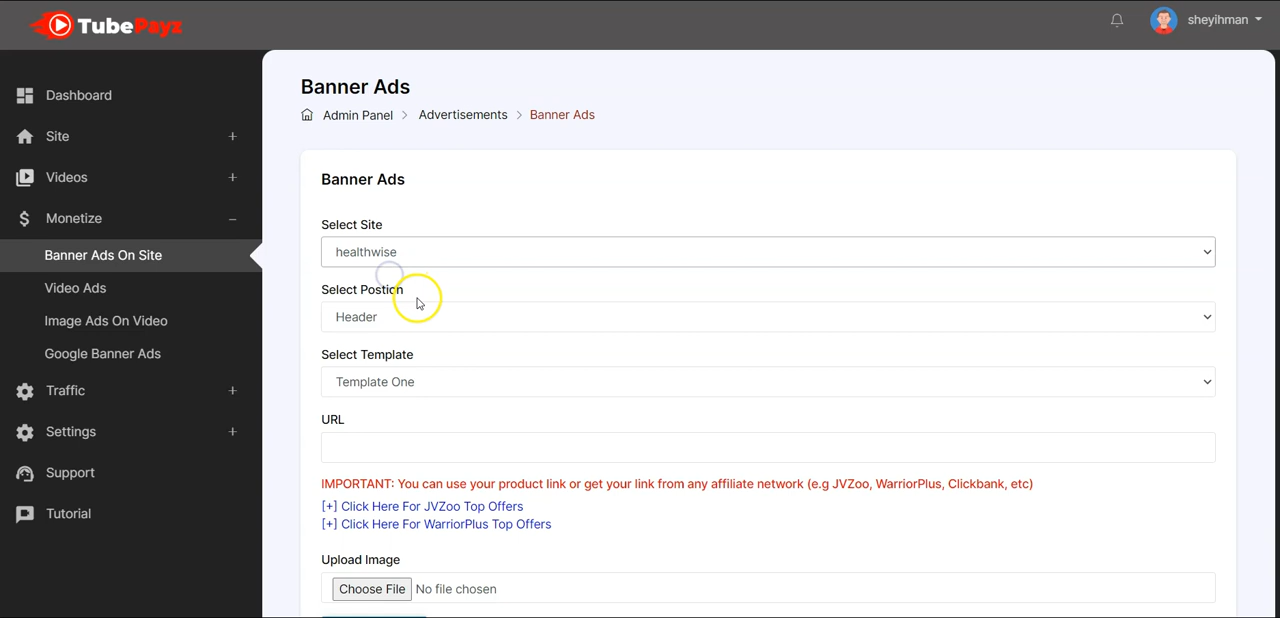 TubePayz
sheyihman
Dashboard
Site
Videos
Monetize
Banner Ads On Site
Video Ads
Image Ads On Video
Google Banner Ads
Traffic
Settings
Support
Tutorial
Banner Ads
Admin Panel > Advertisements > Banner Ads
Banner Ads
Select Site
healthwise
Select Postion
Header
Select Template
Template One
URL
IMPORTANT: You can use your product link or get your link from any affiliate network (e.g JVZoo, WarriorPlus, Clickbank, etc)
[+] Click Here For JVZoo Top Offers
[+] Click Here For WarriorPlus Top Offers
Upload Image
Choose File No file chosen